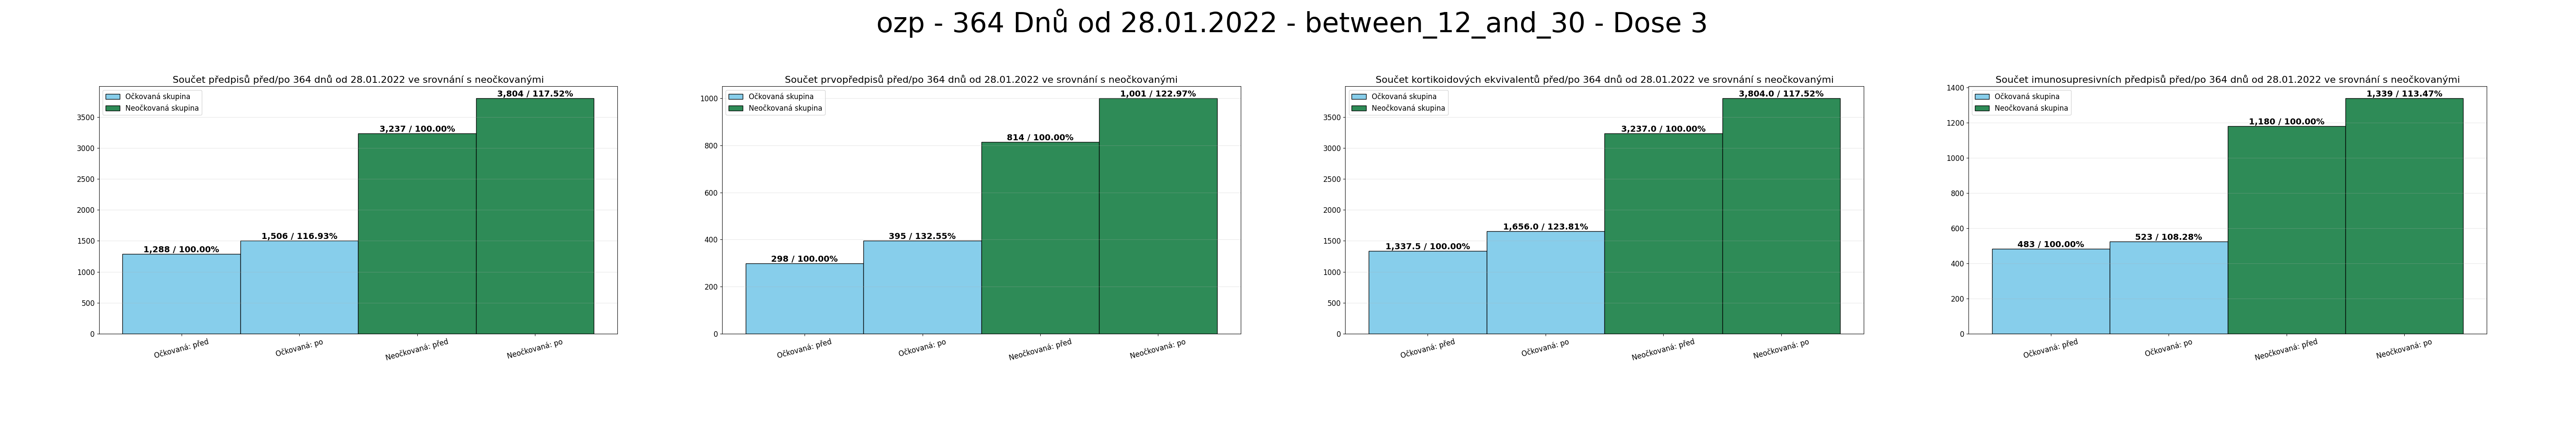 ozp - 364 Dnů od 28.01.2022 - between_12_and_30 - Dose 3
Součet předpisů před/po 364 dnů od 28.01.2022 ve srovnání s neočkovanými
Očkovaná skupina
Neočkovaná skupina
3500
3000
2500
2000
1500
1000
500
0
1,288 / 100.00%
1,506 / 116.93%
3,237 / 100.00%
3,804 / 117.52%
Očkovaná: před
Očkovaná: po
Neočkovaná: před
Neočkovaná: po
Součet prvopředpisů před/po 364 dnů od 28.01.2022 ve srovnání s neočkovanými
Očkovaná skupina
Neočkovaná skupina
1000
800
600
400
200
0
298 / 100.00%
395 / 132.55%
814 / 100.00%
1,001 / 122.97%
Očkovaná: před
Očkovaná: po
Neočkovaná: před
Neočkovaná: po
Součet kortikoidových ekvivalentů před/po 364 dnů od 28.01.2022 ve srovnání s neočkovanými
Očkovaná skupina
Neočkovaná skupina
3500
3000
2500
2000
1500
1000
500
0
1,337.5 / 100.00%
1,656.0 / 123.81%
3,237.0 / 100.00%
3,804.0 / 117.52%
Očkovaná: před
Očkovaná: po
Neočkovaná: před
Neočkovaná: po
Součet imunosupresivních předpisů před/po 364 dnů od 28.01.2022 ve srovnání s neočkovanými
Očkovaná skupina
Neočkovaná skupina
1400
1200
1000
800
600
400
200
0
483 / 100.00%
523 / 108.28%
1,180 / 100.00%
1,339 / 113.47%
Očkovaná: před
Očkovaná: po
Neočkovaná: před
Neočkovaná: po